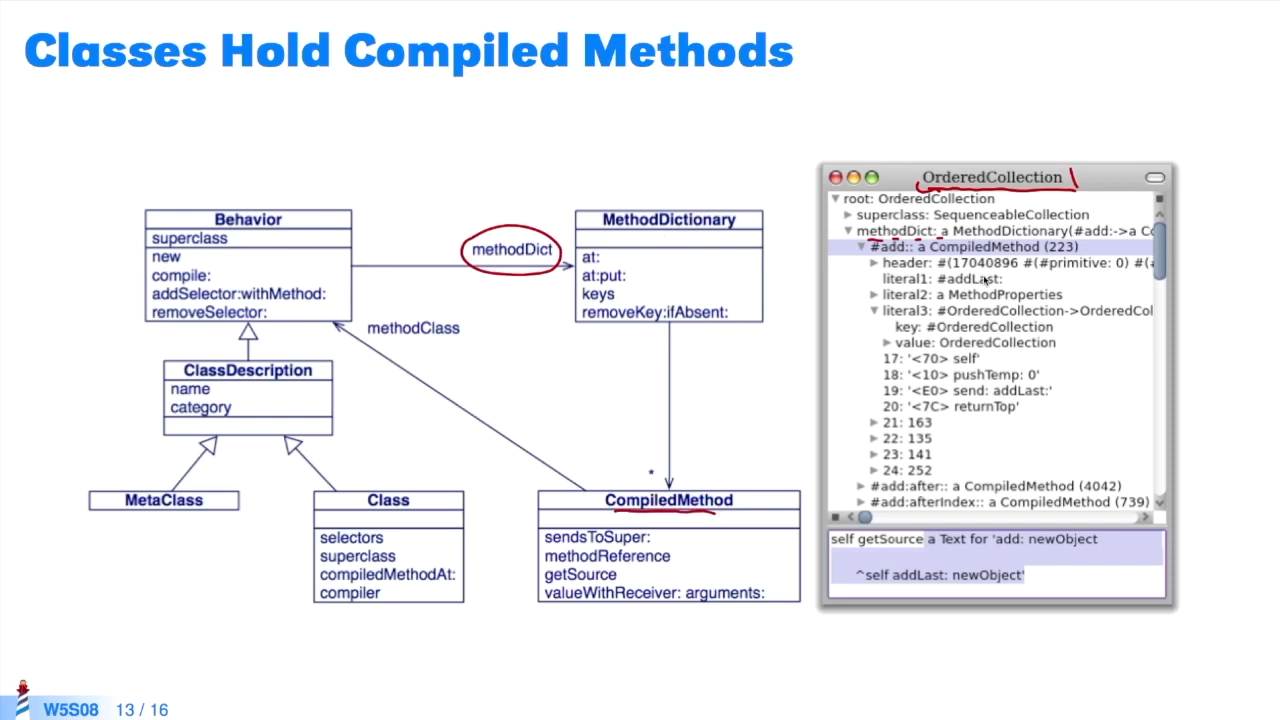 Classes Hold Compiled Methods
Behavior
superclass
new
compile:
addSelector:withMethod:
removeSelector:
methodDict
MethodDictionary
at:
at:put:
keys
removeKey:ifAbsent:
methodClass
ClassDescription
name
category
*
MetaClass
Class
selectors
superclass
compiledMethodAt:
compiler
CompiledMethod
sendsToSuper:
methodReference
getSource
valueWithReceiver: arguments:
OrderedCollection
root: OrderedCollection
superclass: SequenceableCollection
methodDict: a MethodDictionary(#add:->a Co
#add:: a CompiledMethod (223)
header: #(17040896 #(#primitive: 0) #(
literal1: #addLast:
literal2: a MethodProperties
literal3: #OrderedCollection->OrderedCol
key: #OrderedCollection
value: OrderedCollection
17: '<70> self'
18: '<10> pushTemp: 0'
19: '<E0> send: addLast:'
20: '<7C> returnTop'
21: 163
22: 135
23: 141
24: 252
#add:after:: a CompiledMethod (4042)
#add:afterIndex:: a CompiledMethod (739)
self getSource a Text for 'add: newObject
^self addLast: newObject'
W5S08 13 / 16